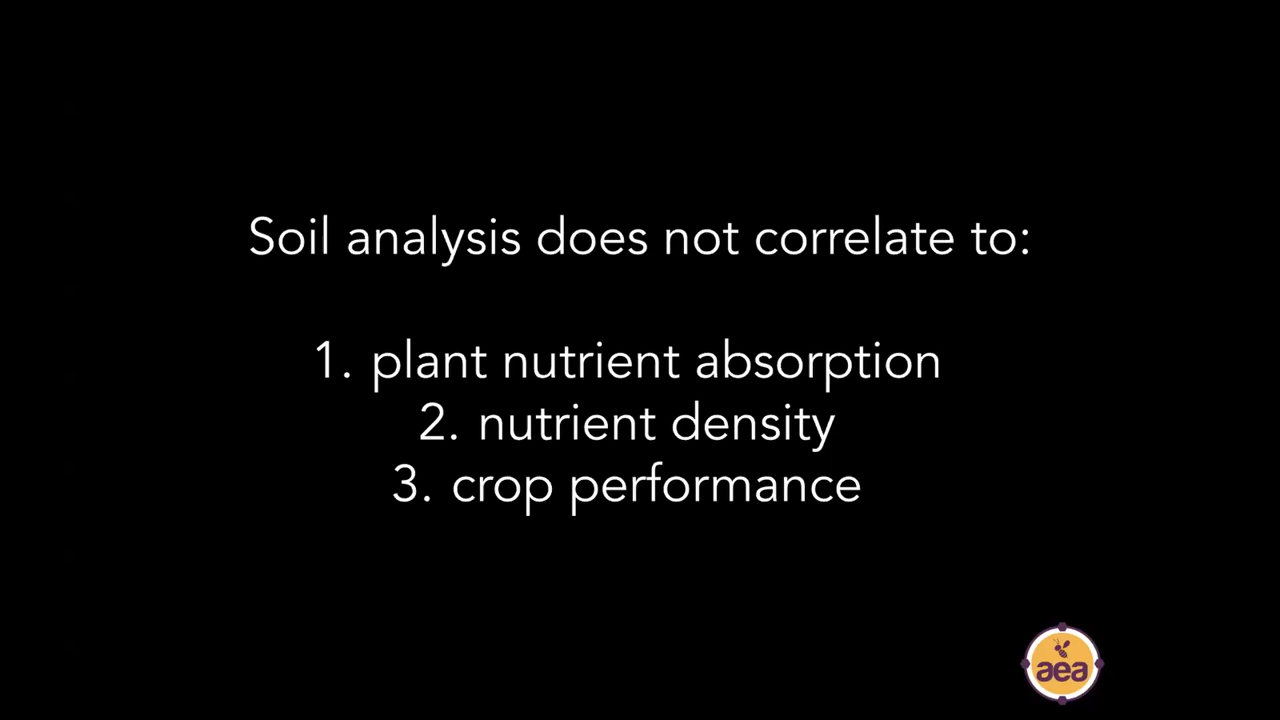 Soil analysis does not correlate to:
1. plant nutrient absorption
2. nutrient density
3. crop performance
aea